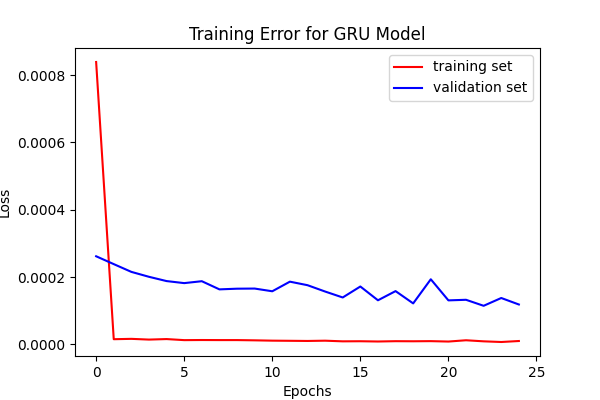 Training Error for GRU Model
training set
validation set
0.0008
0.0006
0.0004
0.0002
0.0000
Loss
0 5 10 15 20 25
Epochs